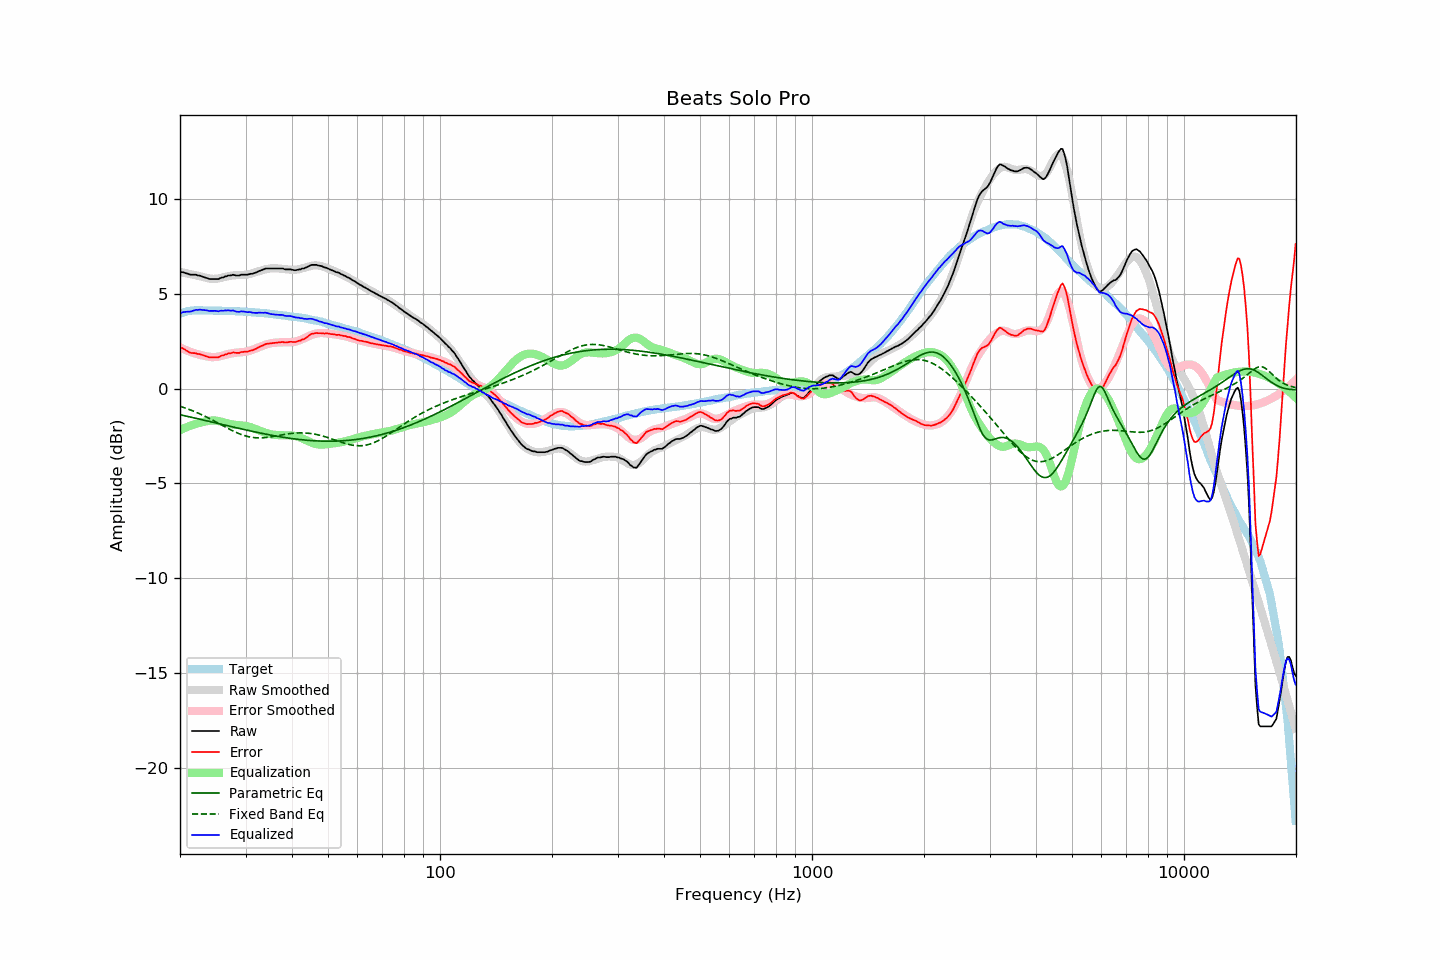 Beats Solo Pro
Amplitude (dBr)
10
5
0
−5
−10
−15
−20
Target
Raw Smoothed
Error Smoothed
Raw
Error
Equalization
Parametric Eq
Fixed Band Eq
Equalized
100 1000 10000
Frequency (Hz)